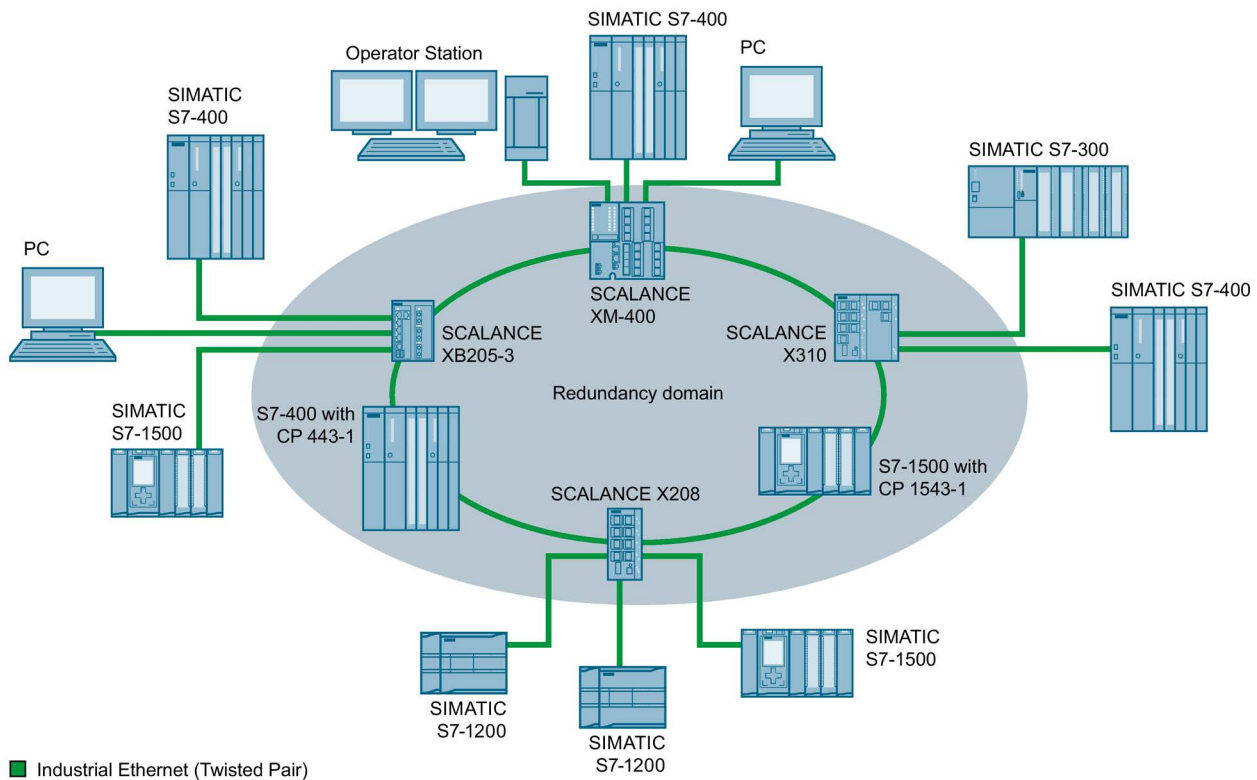 SIMATIC S7-400
Operator Station
PC
SIMATIC
S7-400
SIMATIC S7-300
PC
SCALANCE
XM-400
SIMATIC S7-400
SCALANCE
XB205-3
SCALANCE
X310
Redundancy domain
SIMATIC
S7-1500
S7-400 with
CP 443-1
S7-1500 with
CP 1543-1
SCALANCE X208
SIMATIC
S7-1500
SIMATIC
S7-1200
SIMATIC
S7-1200
Industrial Ethernet (Twisted Pair)